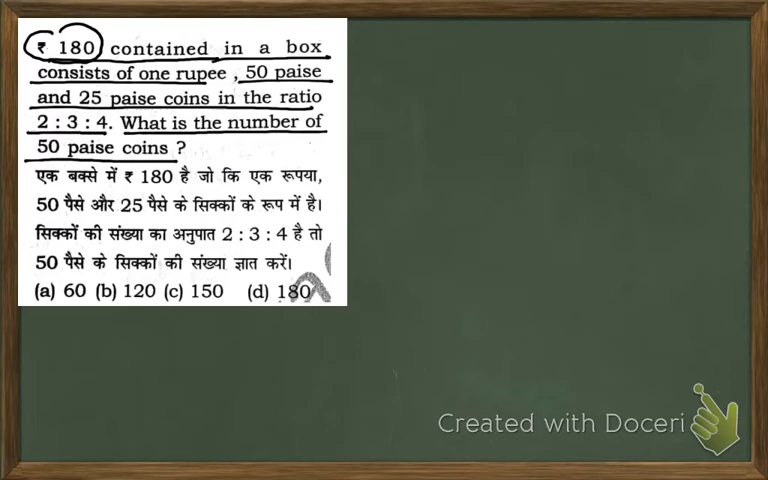 ₹ 180 contained in a box
consists of one rupee , 50 paise
and 25 paise coins in the ratio
2 : 3 : 4. What is the number of
50 paise coins ?
एक बक्से में ₹ 180 है जो कि एक रूपया,
50 पैसे और 25 पैसे के सिक्कों के रूप में है।
सिक्कों की संख्या का अनुपात 2 : 3 : 4 है तो
50 पैसे के सिक्कों की संख्या ज्ञात करें।
(a) 60 (b) 120 (c) 150 (d) 180
Created with Doceri